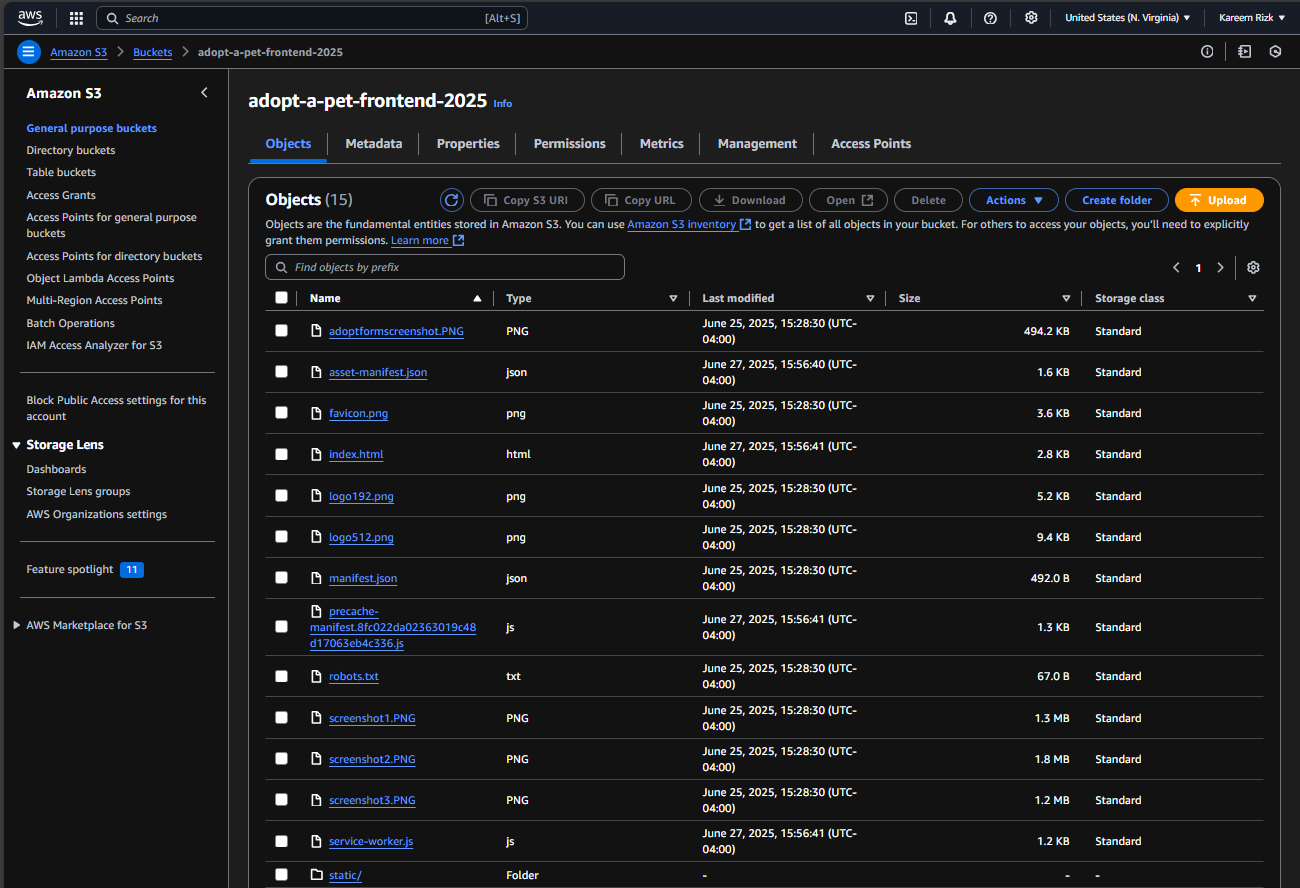 aws
Search
[Alt+S]
United States (N. Virginia)
Kareem Rizk
Amazon S3
Buckets
adopt-a-pet-frontend-2025
Amazon S3
General purpose buckets
Directory buckets
Table buckets
Access Grants
Access Points for general purpose
buckets
Access Points for directory buckets
Object Lambda Access Points
Multi-Region Access Points
Batch Operations
IAM Access Analyzer for S3
Block Public Access settings for this
account
Storage Lens
Dashboards
Storage Lens groups
AWS Organizations settings
Feature spotlight 11
AWS Marketplace for S3
adopt-a-pet-frontend-2025 Info
Objects
Metadata
Properties
Permissions
Metrics
Management
Access Points
Objects (15)
Copy S3 URI
Copy URL
Download
Open
Delete
Actions
Create folder
Upload
Objects are the fundamental entities stored in Amazon S3. You can use Amazon S3 inventory to get a list of all objects in your bucket. For others to access your objects, you'll need to explicitly
grant them permissions. Learn more
Find objects by prefix
1
Name Type Last modified Size Storage class
adoptformscreenshot.PNG PNG June 25, 2025, 15:28:30 (UTC-
04:00) 494.2 KB Standard
asset-manifest.json json June 27, 2025, 15:56:40 (UTC-
04:00) 1.6 KB Standard
favicon.png png June 25, 2025, 15:28:30 (UTC-
04:00) 3.6 KB Standard
index.html html June 27, 2025, 15:56:41 (UTC-
04:00) 2.8 KB Standard
logo192.png png June 25, 2025, 15:28:30 (UTC-
04:00) 5.2 KB Standard
logo512.png png June 25, 2025, 15:28:30 (UTC-
04:00) 9.4 KB Standard
manifest.json json June 25, 2025, 15:28:30 (UTC-
04:00) 492.0 B Standard
precache-
manifest.8fc022da02363019c48
d17063eb4c336.js js June 27, 2025, 15:56:41 (UTC-
04:00) 1.3 KB Standard
robots.txt txt June 25, 2025, 15:28:30 (UTC-
04:00) 67.0 B Standard
screenshot1.PNG PNG June 25, 2025, 15:28:30 (UTC-
04:00) 1.3 MB Standard
screenshot2.PNG PNG June 25, 2025, 15:28:30 (UTC-
04:00) 1.8 MB Standard
screenshot3.PNG PNG June 25, 2025, 15:28:30 (UTC-
04:00) 1.2 MB Standard
service-worker.js js June 27, 2025, 15:56:41 (UTC-
04:00) 1.2 KB Standard
static/ Folder - - -